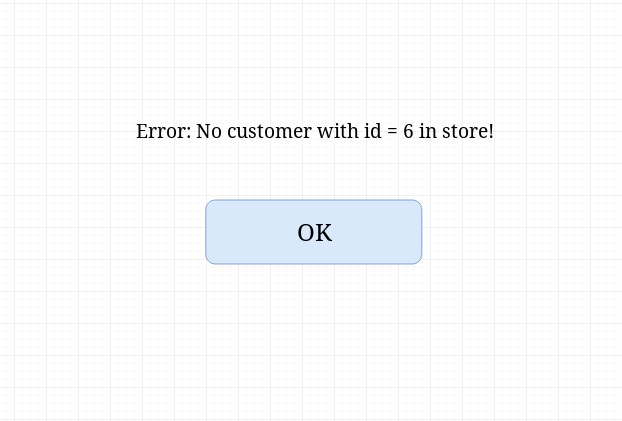 Error: No customer with id = 6 in store!
OK